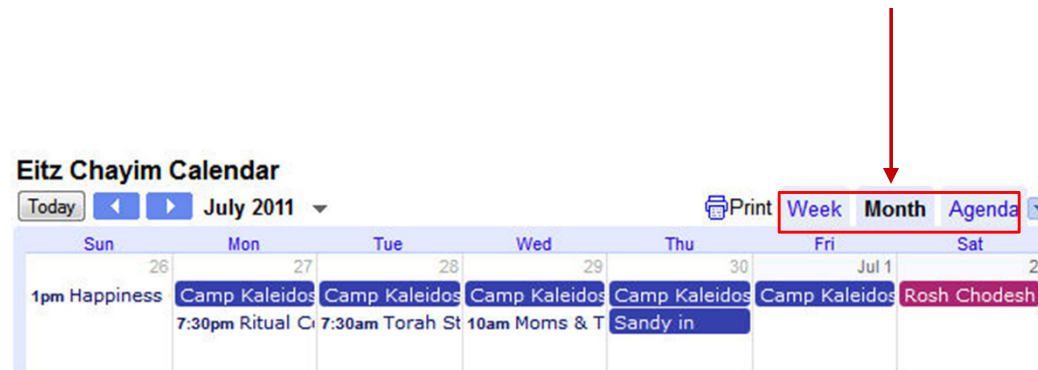 Eitz Chayim Calendar
Today July 2011 Print Week Month Agenda
Sun Mon Tue Wed Thu Fri Sat
26 27 28 29 30 Jul 1 2
1pm Happiness Camp Kaleidos Camp Kaleidos Camp Kaleidos Camp Kaleidos Camp Kaleidos Rosh Chodesh
7:30pm Ritual C 7:30am Torah St 10am Moms & T Sandy in